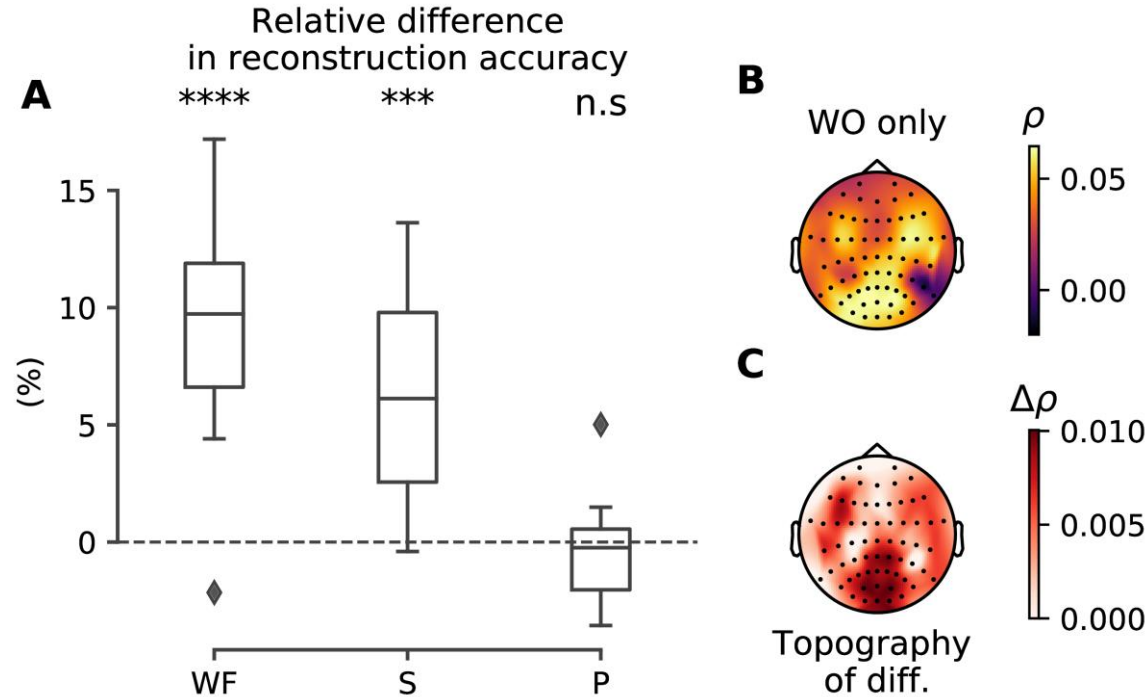 Relative difference
in reconstruction accuracy
A
****
***
n.s
15
10
5
0
(%)
WF
S
P
B
WO only
ρ
0.05
0.00
C
Δρ
0.010
0.005
0.000
Topography
of diff.